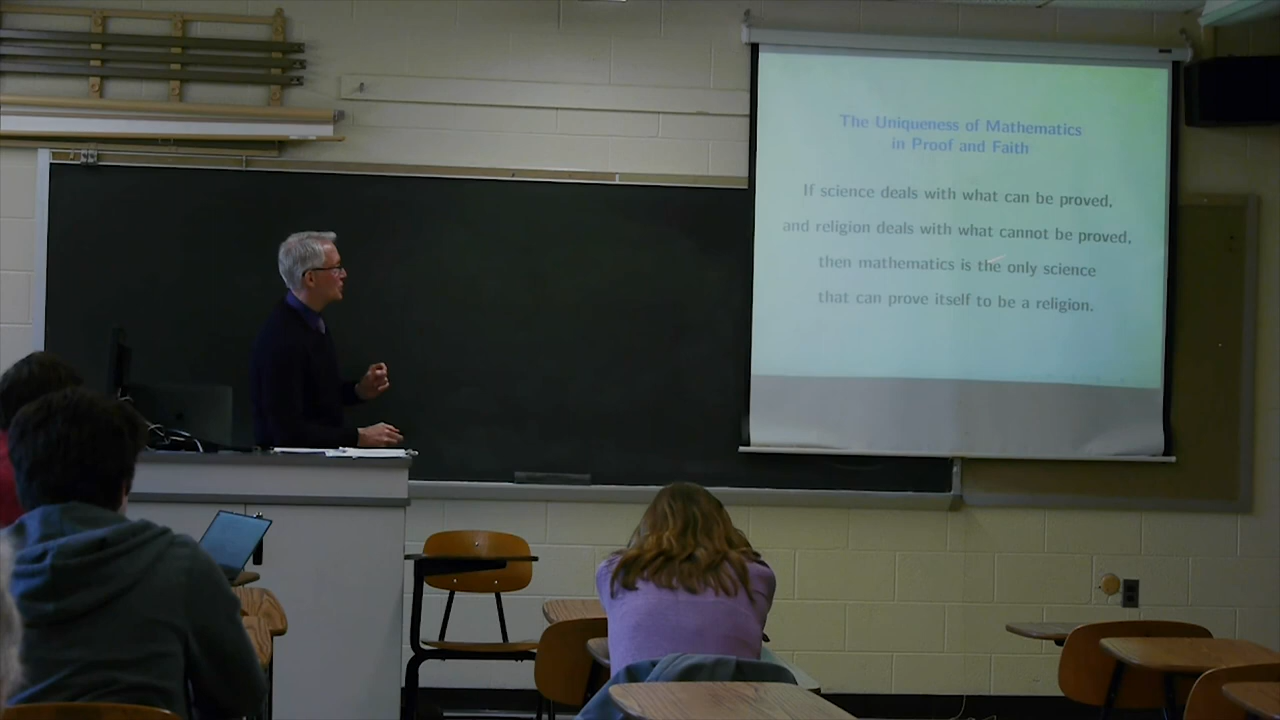 The Uniqueness of Mathematics
in Proof and Faith
If science deals with what can be proved,
and religion deals with what cannot be proved,
then mathematics is the only science
that can prove itself to be a religion.